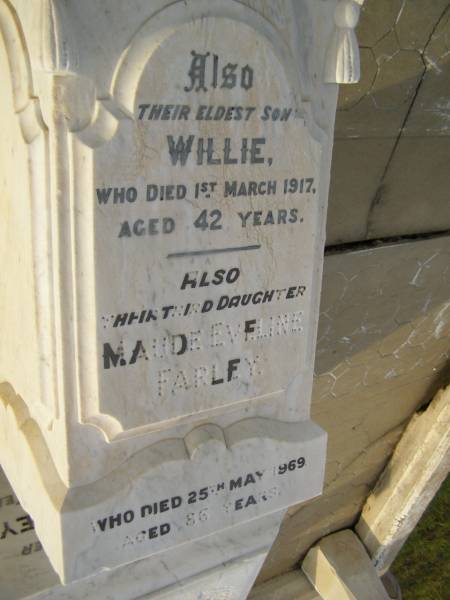 Also
THEIR ELDEST SON
WILLIE,
WHO DIED 1ST MARCH 1917,
AGED 42 YEARS.
ALSO
THEIR THIRD DAUGHTER
MAUDE EVELINE
FARLEY.
WHO DIED 25TH MAY 1969
AGED 86 YEARS.